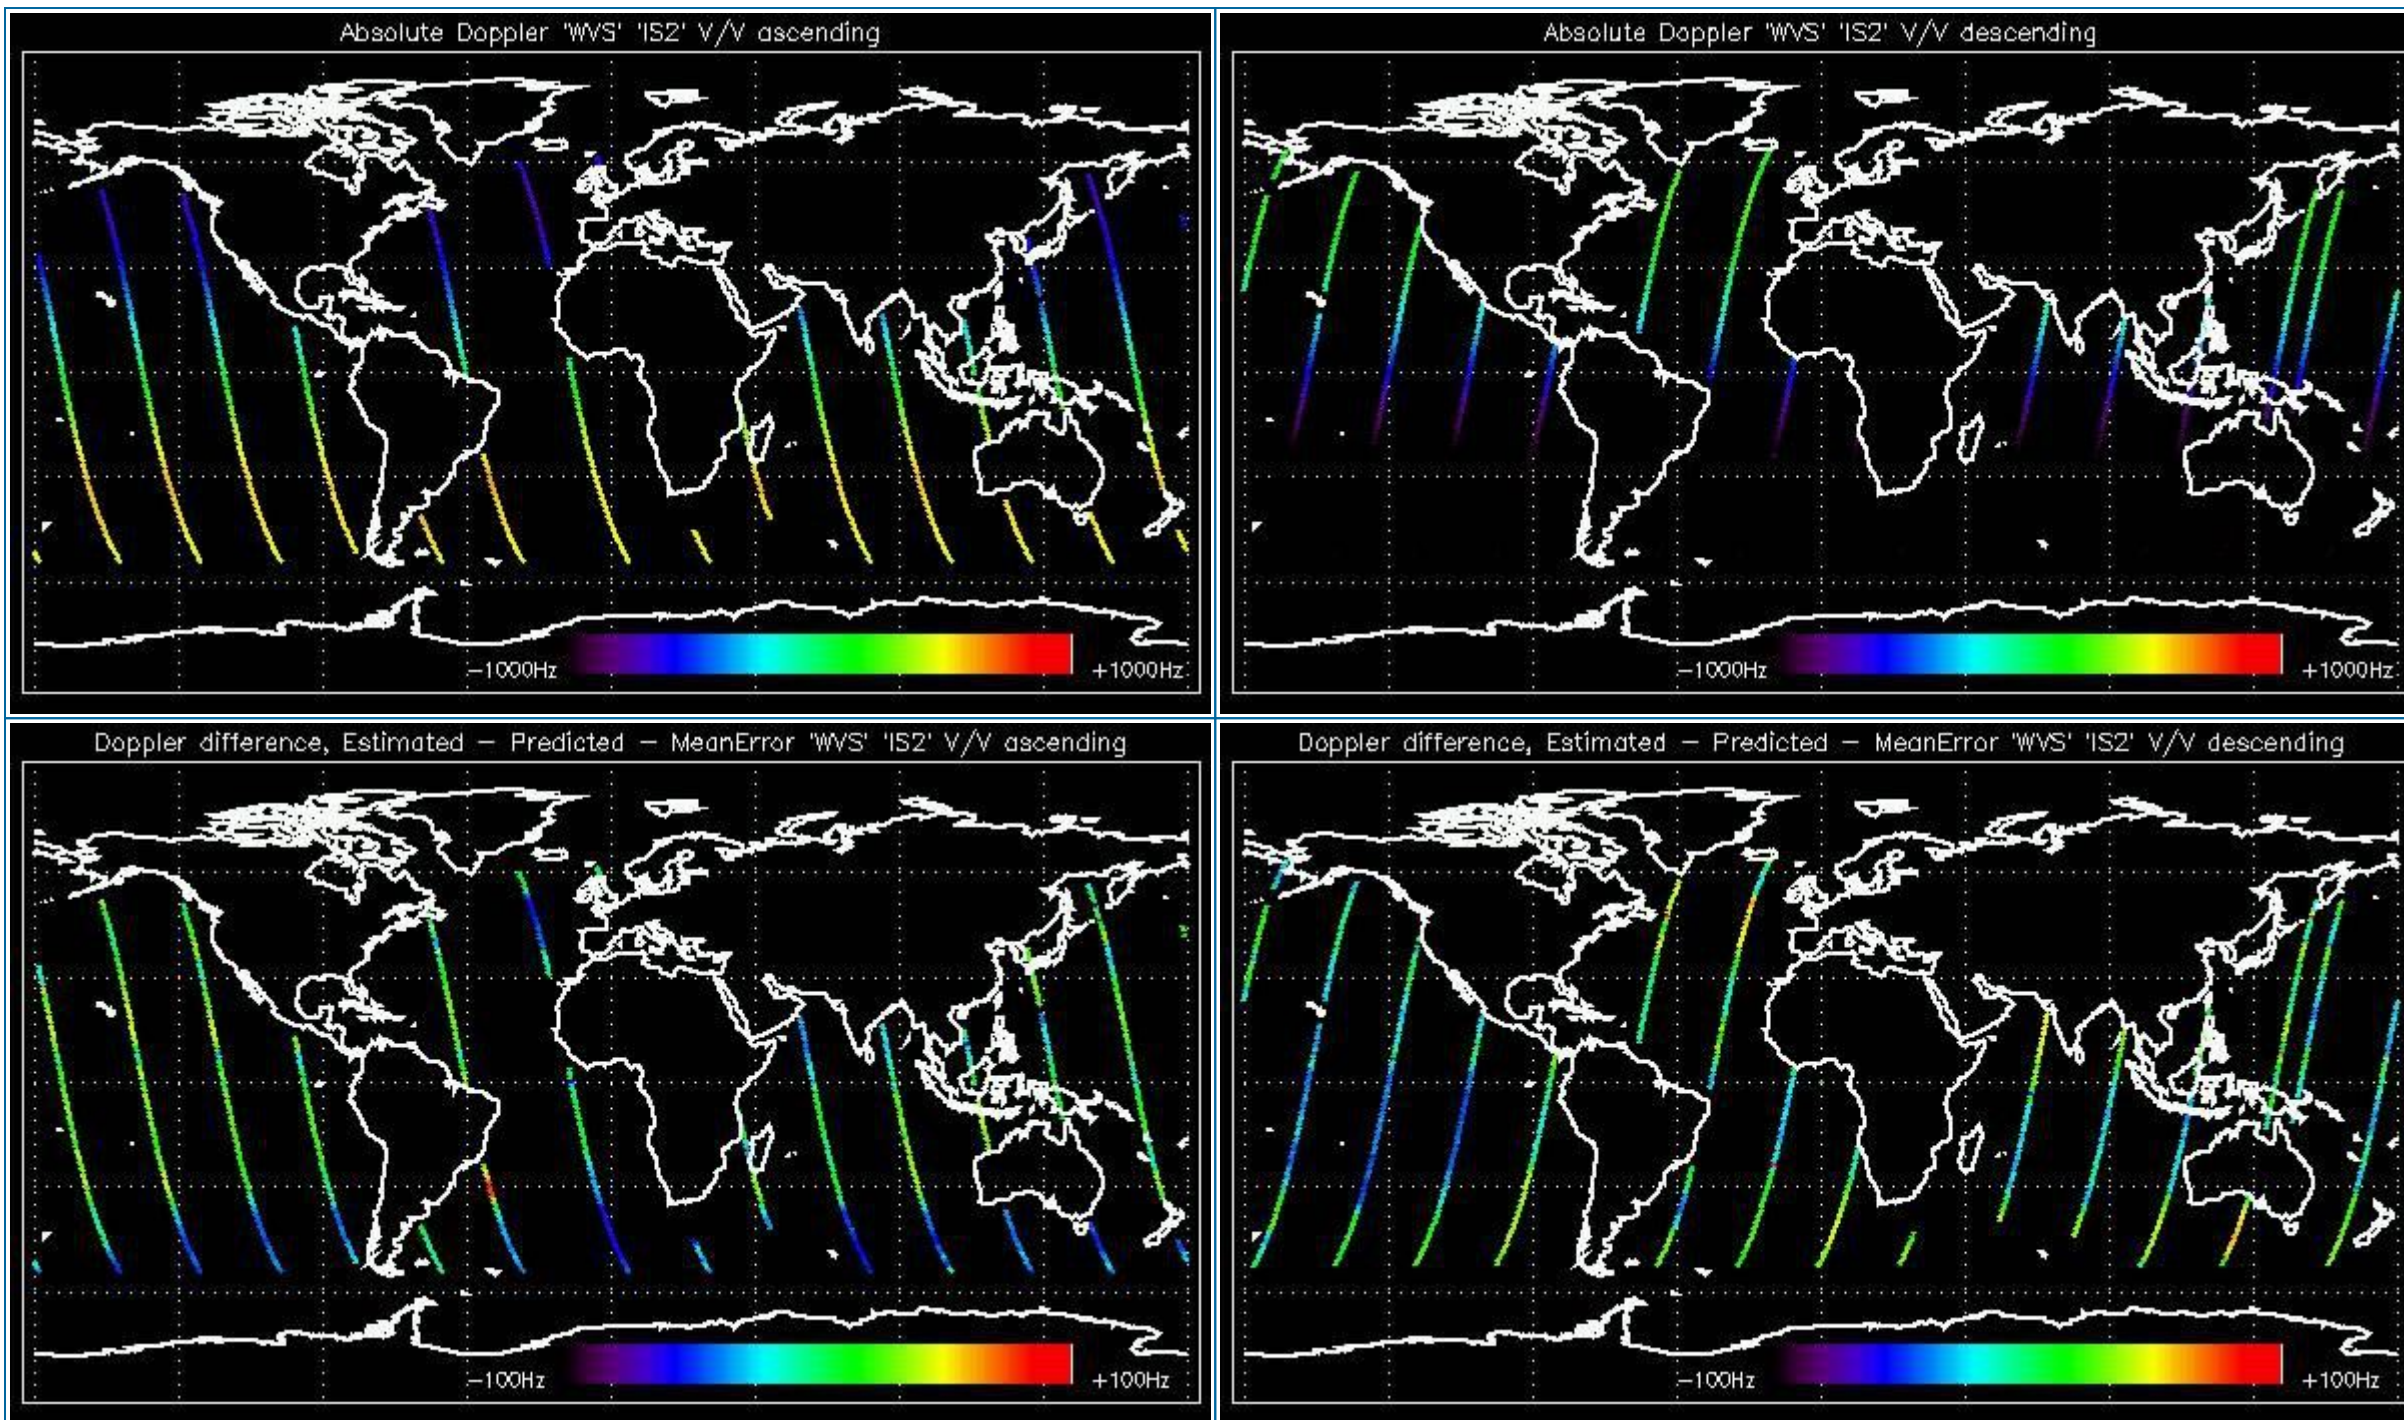 Absolute Doppler 'WVS' 'IS2' V/V ascending
-1000Hz
+1000Hz
Absolute Doppler 'WVS' 'IS2' V/V descending
-1000Hz
+1000Hz
Doppler difference, Estimated - Predicted - MeanError 'WVS' 'IS2' V/V ascending
-100Hz
+100Hz
Doppler difference, Estimated - Predicted - MeanError 'WVS' 'IS2' V/V descending
-100Hz
+100Hz